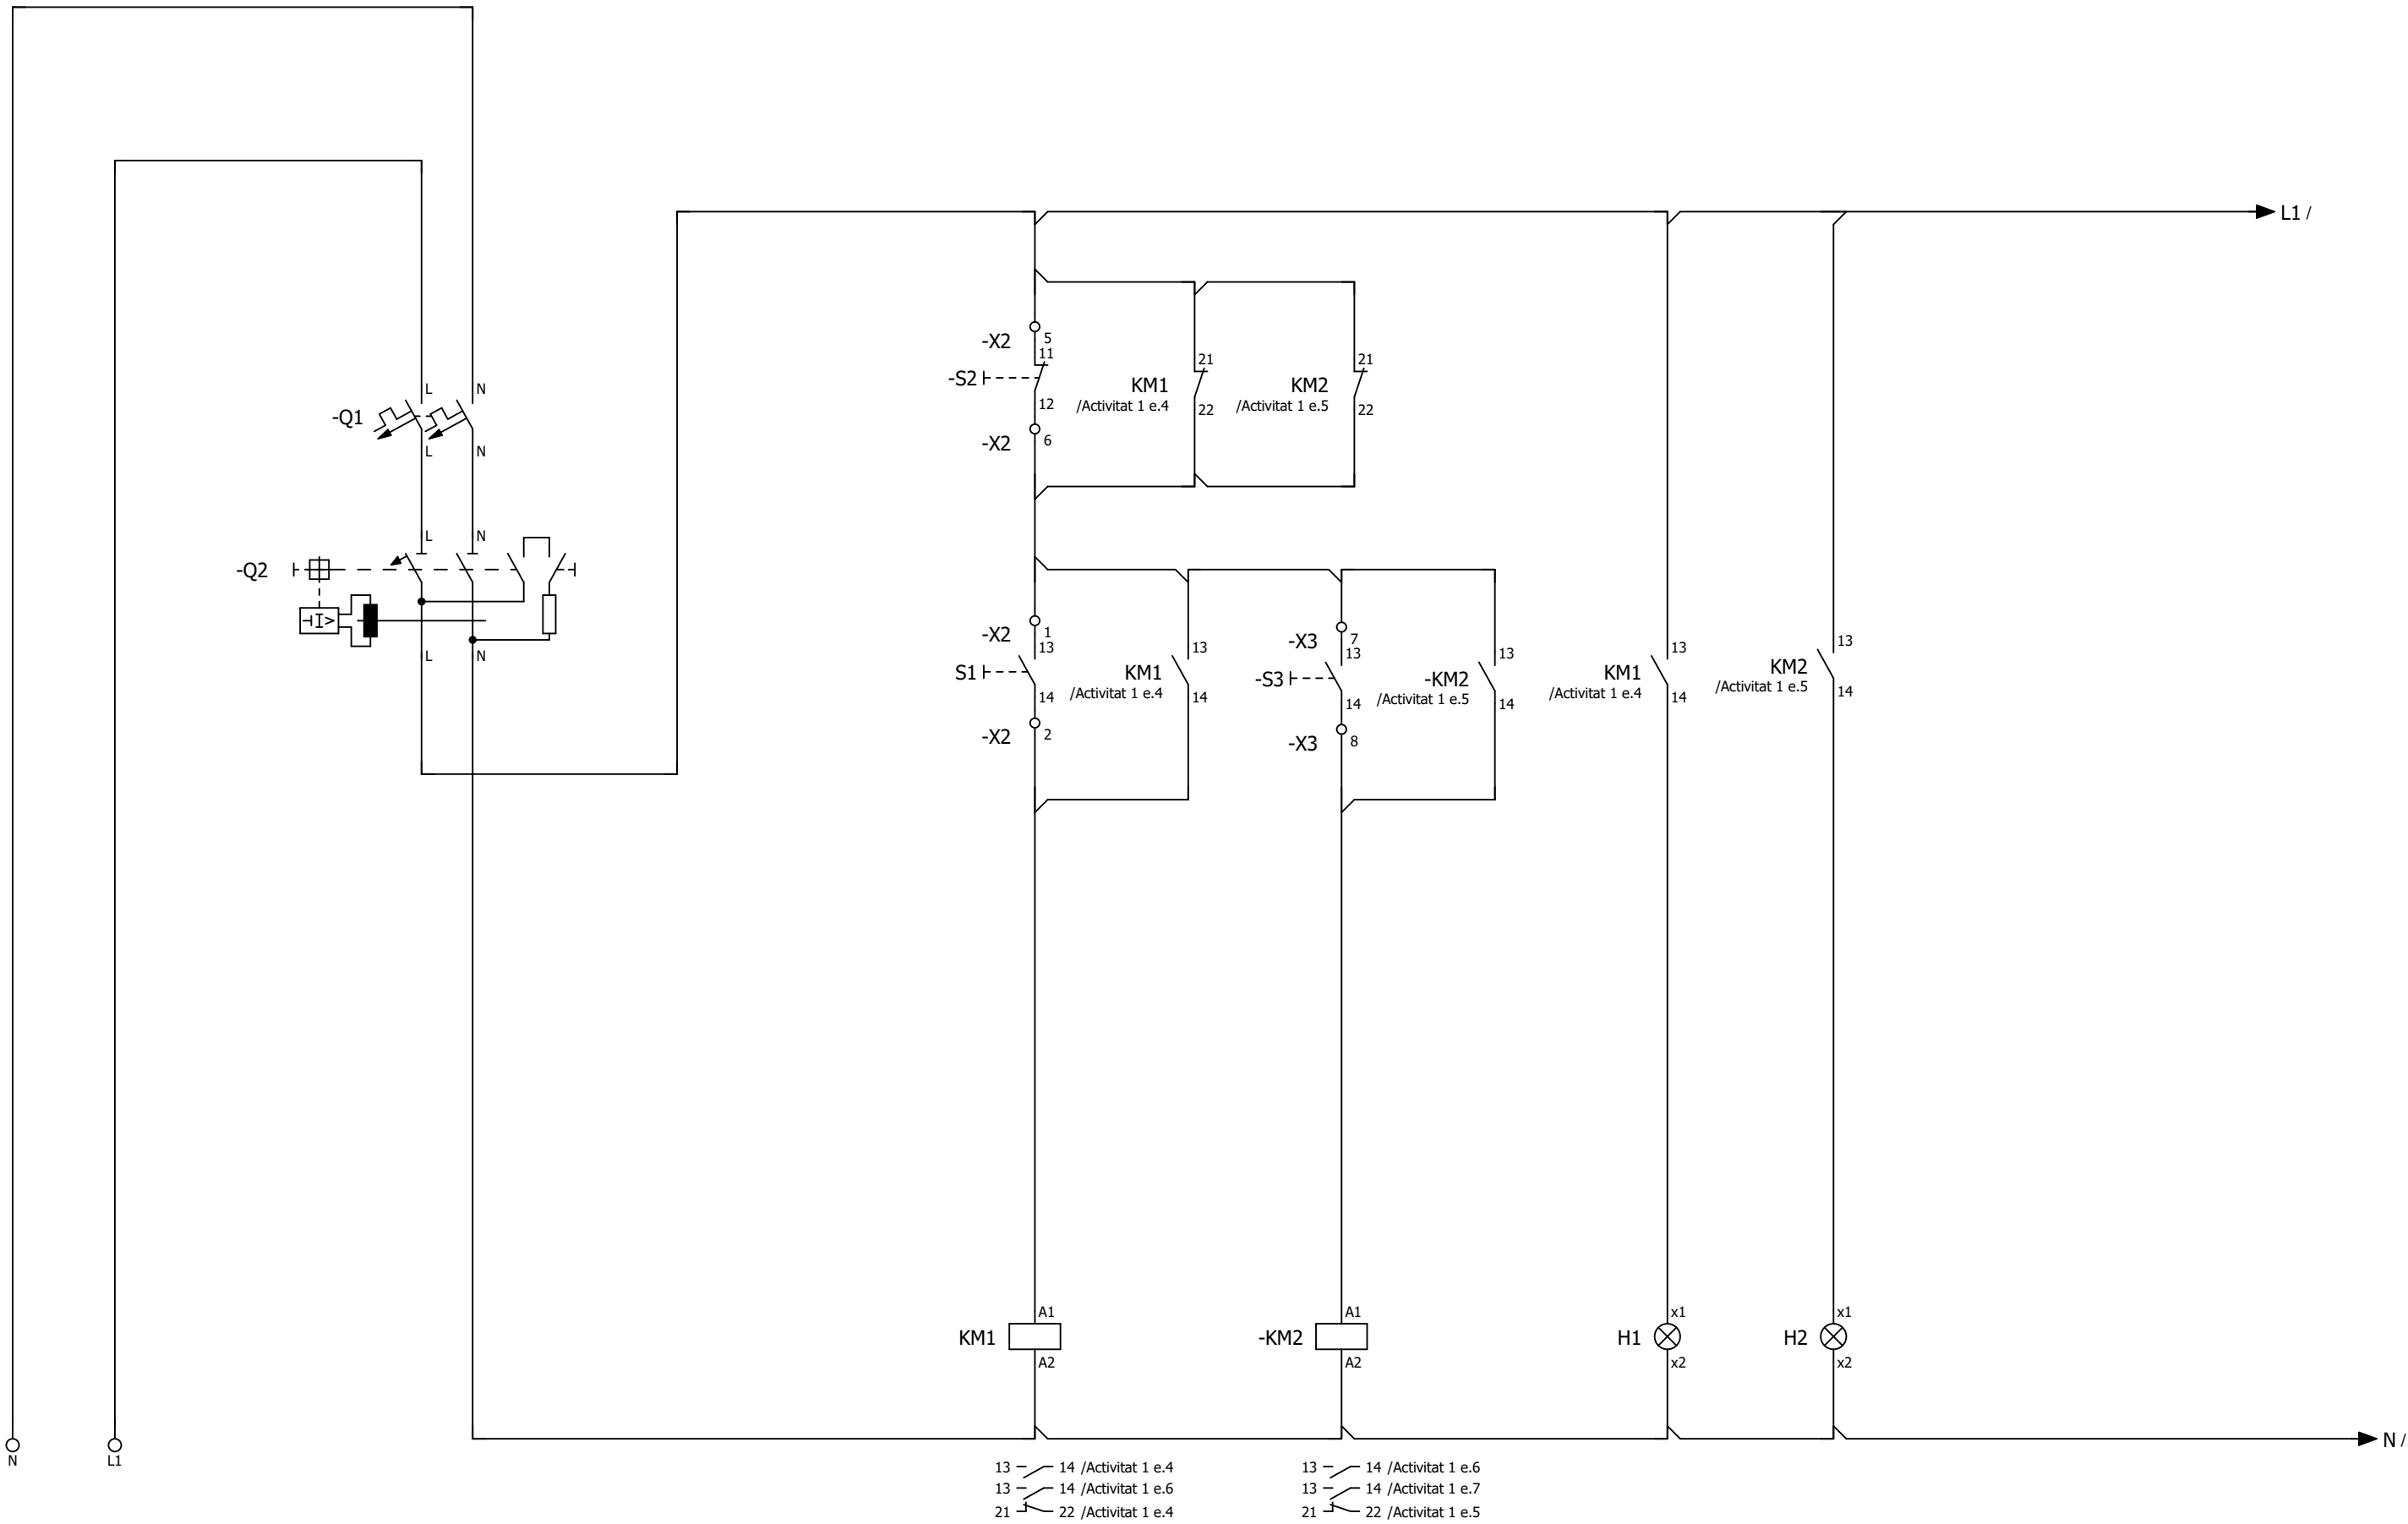 L1 /
-X2
5
11
-S2
12
-X2
6
21
KM1
/Activitat 1 e.4
22
21
KM2
/Activitat 1 e.5
22
L
N
-Q1
L
N
L
N
-Q2
L
N
-X2
1
13
S1
14
-X2
2
13
KM1
/Activitat 1 e.4
14
-X3
7
13
-S3
14
-X3
8
13
-KM2
/Activitat 1 e.5
14
13
KM1
/Activitat 1 e.4
14
13
KM2
/Activitat 1 e.5
14
A1
KM1
A2
A1
-KM2
A2
x1
H1
x2
x1
H2
x2
N
L1
N /
13 14 /Activitat 1 e.4
13 14 /Activitat 1 e.6
21 22 /Activitat 1 e.4
13 14 /Activitat 1 e.6
13 14 /Activitat 1 e.7
21 22 /Activitat 1 e.5